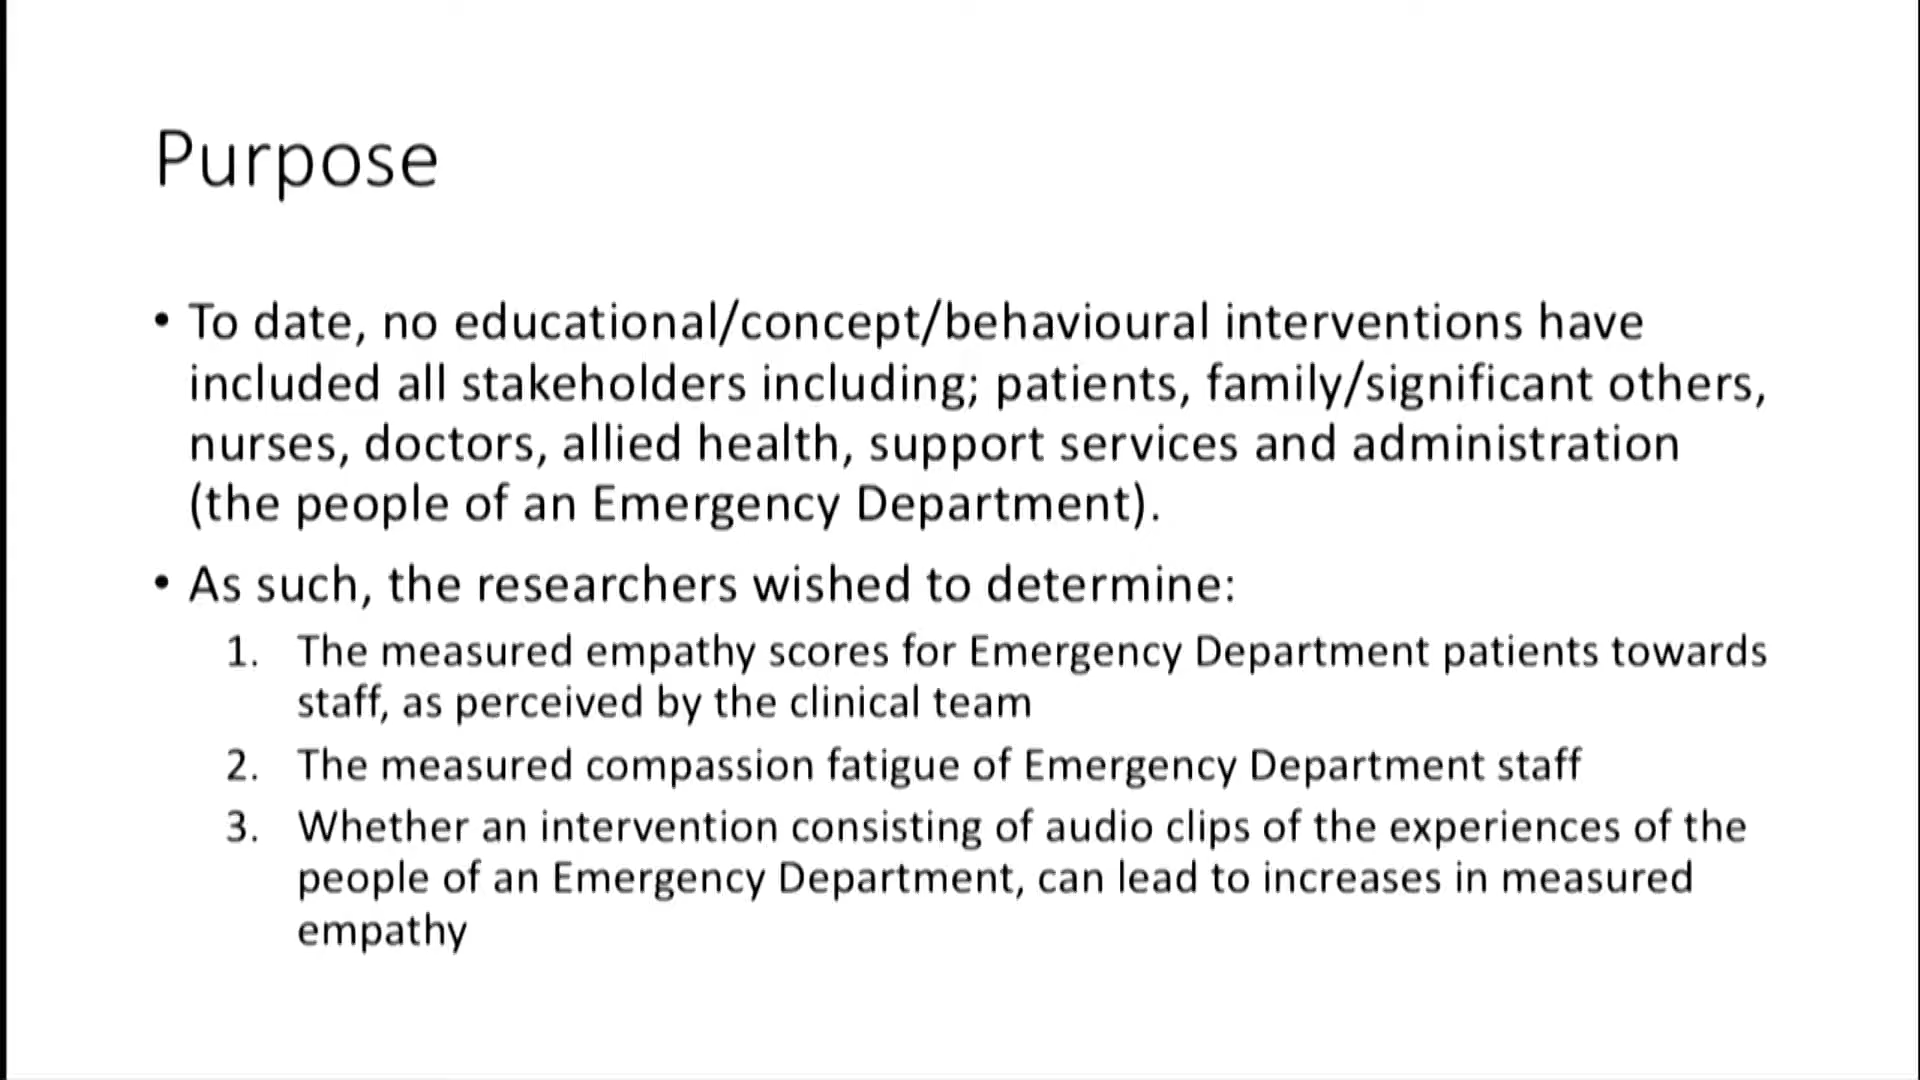 Purpose
• To date, no educational/concept/behavioural interventions have
included all stakeholders including; patients, family/significant others,
nurses, doctors, allied health, support services and administration
(the people of an Emergency Department).
• As such, the researchers wished to determine:
1. The measured empathy scores for Emergency Department patients towards
staff, as perceived by the clinical team
2. The measured compassion fatigue of Emergency Department staff
3. Whether an intervention consisting of audio clips of the experiences of the
people of an Emergency Department, can lead to increases in measured
empathy